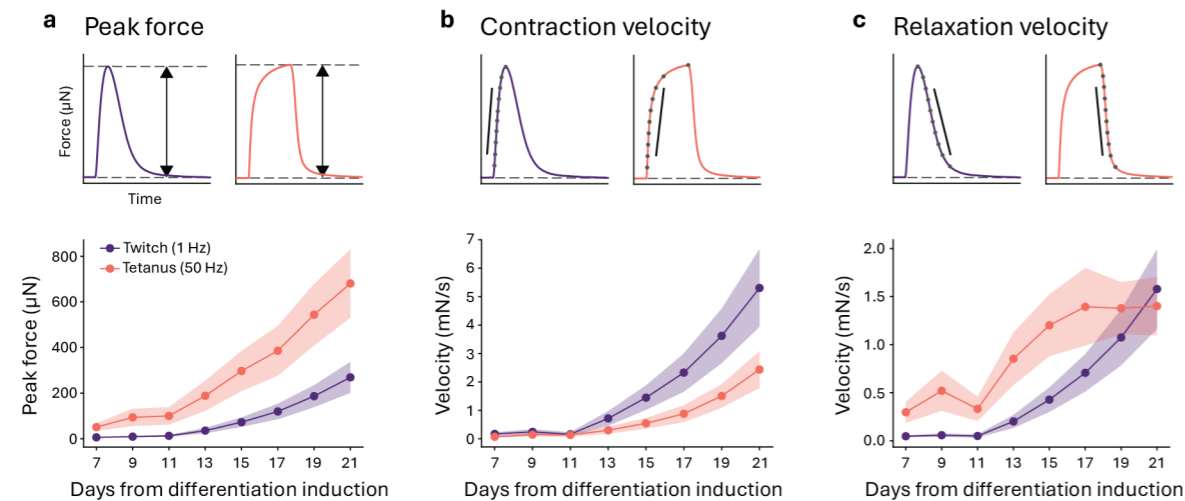 a Peak force
Force (µN)
Time
Peak force (µN)
800
600
400
200
0
Twitch (1 Hz)
Tetanus (50 Hz)
7 9 11 13 15 17 19 21
Days from differentiation induction
b Contraction velocity
Velocity (mN/s)
7
6
5
4
3
2
1
0
7 9 11 13 15 17 19 21
Days from differentiation induction
c Relaxation velocity
Velocity (mN/s)
2.0
1.5
1.0
0.5
0.0
7 9 11 13 15 17 19 21
Days from differentiation induction